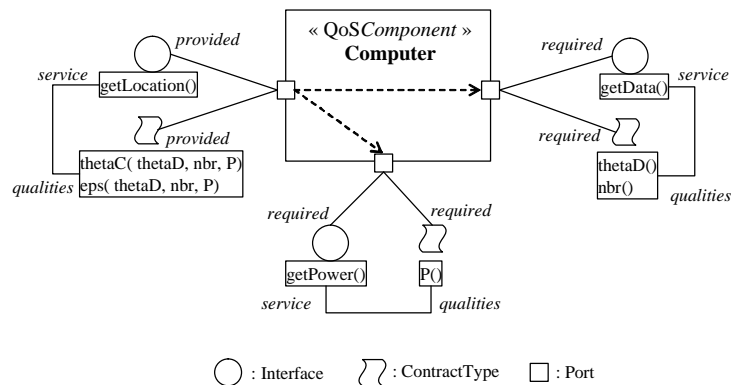 « QoSComponent »
Computer
provided
required
service
getLocation()
getData()
service
provided
required
thetaC( thetaD, nbr, P)
eps( thetaD, nbr, P)
qualities
thetaD()
nbr()
qualities
required
required
getPower()
P()
service
qualities
: Interface
: ContractType
: Port